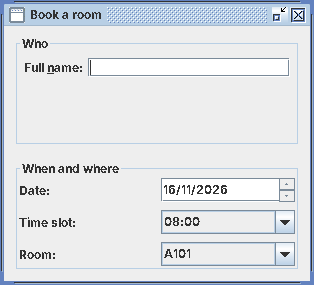 Book a room
Who
Full name:
When and where
Date: 16/11/2026
Time slot: 08:00
Room: A101